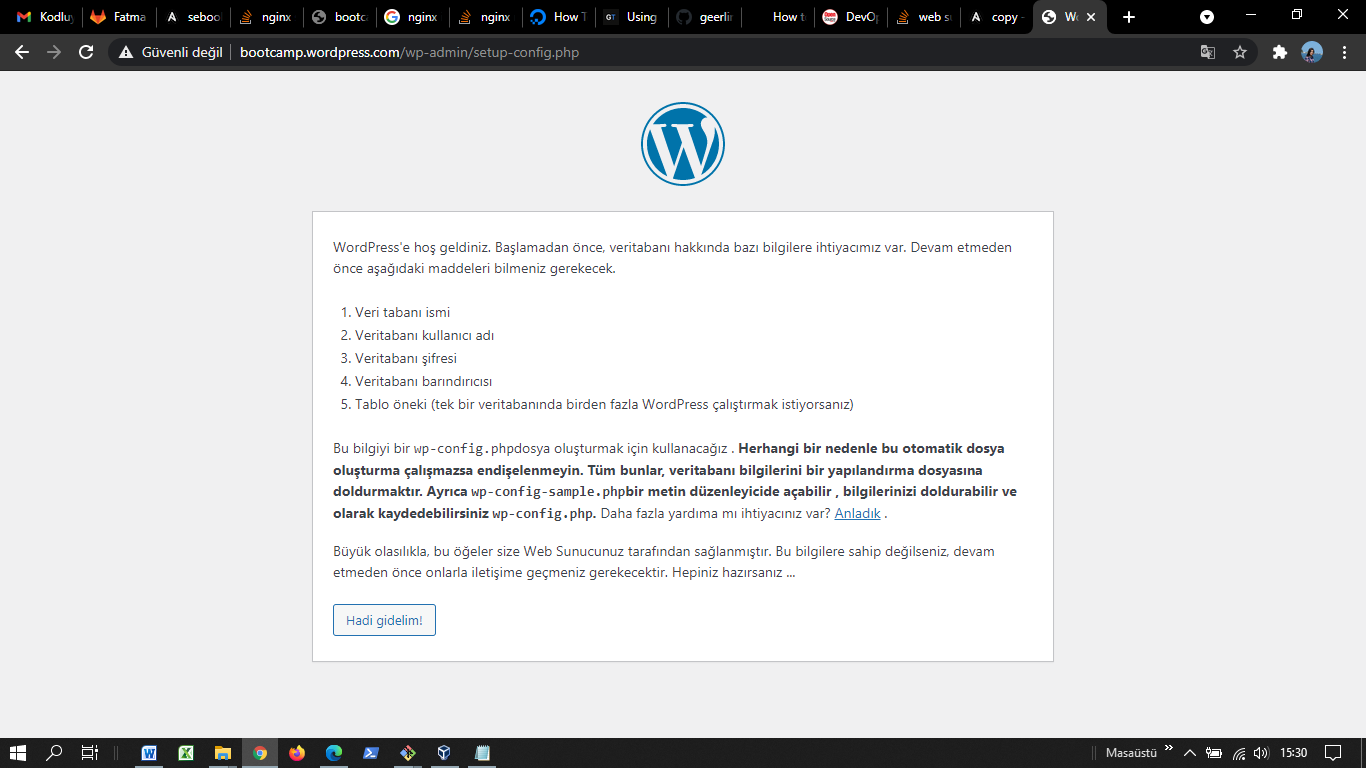 Kodluy
Fatma
seboo
nginx
bootca
nginx
nginx
How T
Using
geerlin
How to
DevOp
web su
copy -
Wo
Güvenli değil
bootcamp.wordpress.com/wp-admin/setup-config.php
WordPress'e hoş geldiniz. Başlamadan önce, veritabanı hakkında bazı bilgilere ihtiyacımız var. Devam etmeden
önce aşağıdaki maddeleri bilmeniz gerekecek.
1. Veri tabanı ismi
2. Veritabanı kullanıcı adı
3. Veritabanı şifresi
4. Veritabanı barındırıcısı
5. Tablo öneki (tek bir veritabanında birden fazla WordPress çalıştırmak istiyorsanız)
Bu bilgiyi bir wp-config.phpdosya oluşturmak için kullanacağız . Herhangi bir nedenle bu otomatik dosya
oluşturma çalışmazsa endişelenmeyin. Tüm bunlar, veritabanı bilgilerini bir yapılandırma dosyasına
doldurmaktır. Ayrıca wp-config-sample.phpbir metin düzenleyicide açabilir , bilgilerinizi doldurabilir ve
olarak kaydedebilirsiniz wp-config.php. Daha fazla yardıma mı ihtiyacınız var? Anladık .
Büyük olasılıkla, bu öğeler size Web Sunucunuz tarafından sağlanmıştır. Bu bilgilere sahip değilseniz, devam
etmeden önce onlarla iletişime geçmeniz gerekecektir. Hepiniz hazırsanız ...
Hadi gidelim!
Masaüstü
15:30